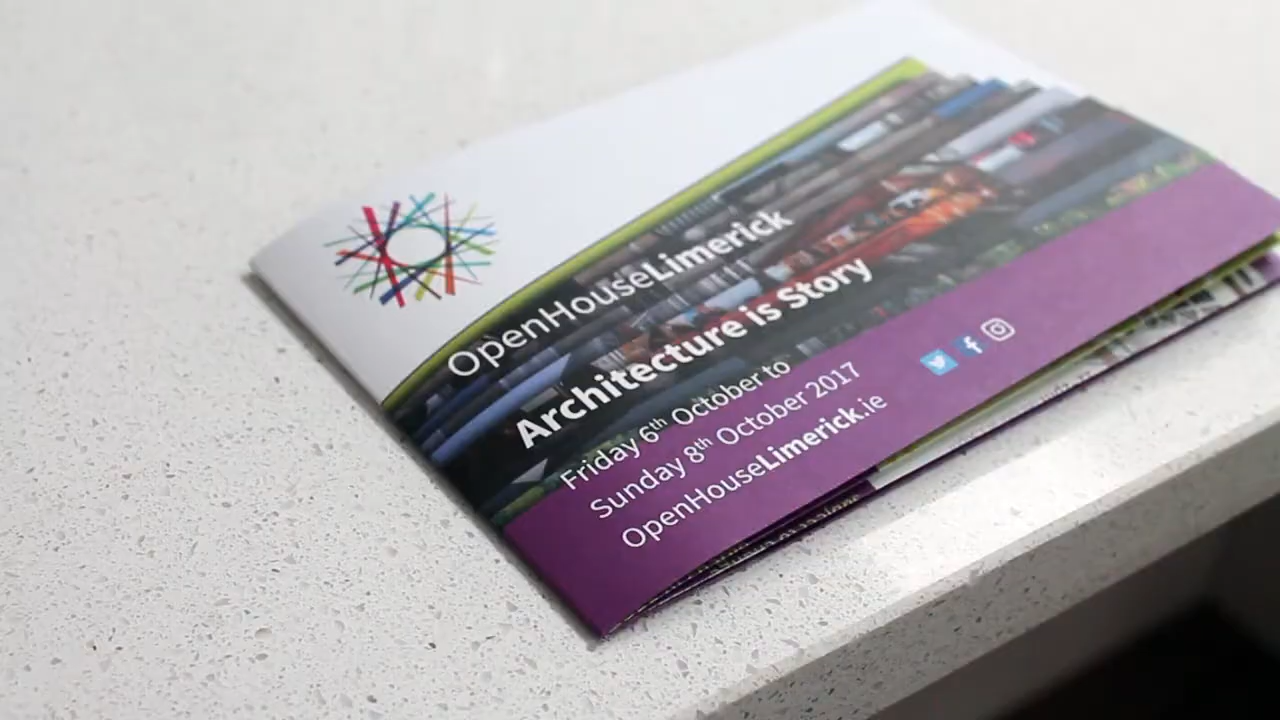 OpenHouseLimerick
Architecture is Story
Friday 6th October to
Sunday 8th October 2017
OpenHouseLimerick.ie